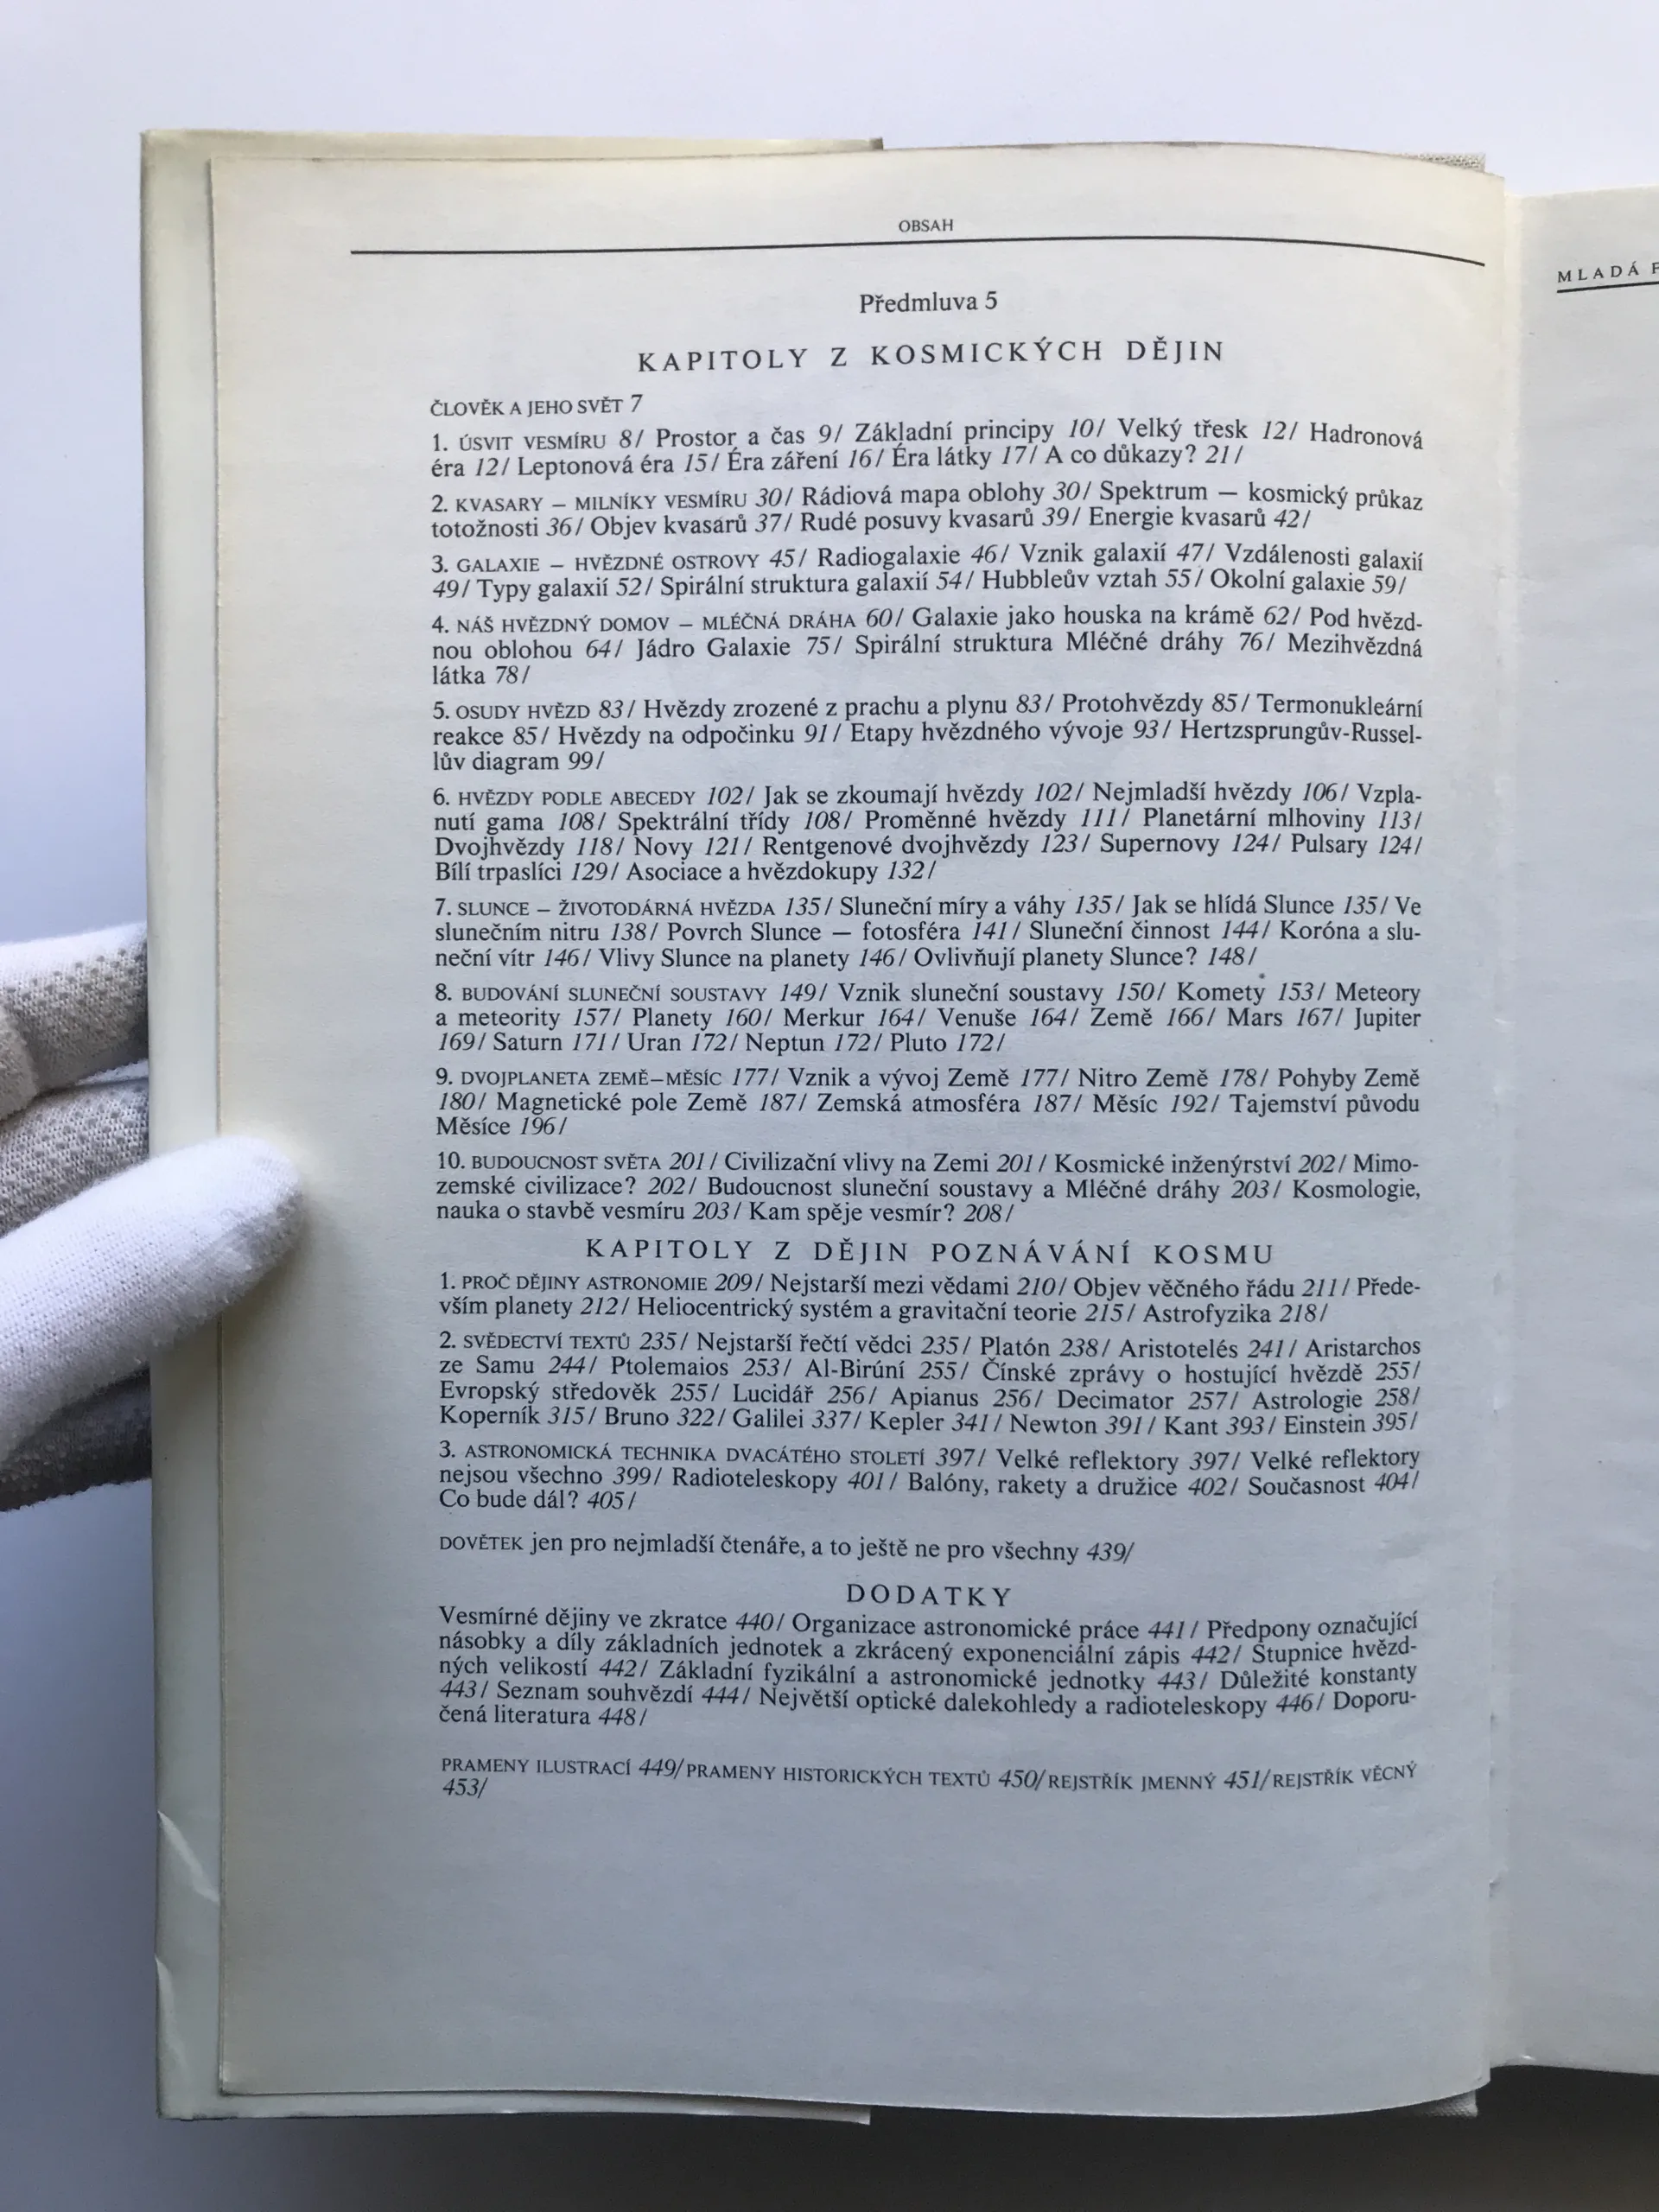 OBSAH
Předmluva 5
KAPITOLY Z KOSMICKÝCH DĚJIN
ČLOVĚK A JEHO SVĚT 7
1. ÚSVIT VESMÍRU 8/ Prostor a čas 9/ Základní principy 10/ Velký třesk 12/ Hadronová
éra 12/ Leptonová éra 15/ Éra záření 16/ Éra látky 17/ A co důkazy? 21/
2. KVASARY – MILNÍKY VESMÍRU 30/ Rádiová mapa oblohy 30/ Spektrum — kosmický průkaz
totožnosti 36/ Objev kvasarů 37/ Rudé posuvy kvasarů 39/ Energie kvasarů 42/
3. GALAXIE – HVĚZDNÉ OSTROVY 45/ Radiogalaxie 46/ Vznik galaxií 47/ Vzdálenosti galaxií
49/ Typy galaxií 52/ Spirální struktura galaxií 54/ Hubbleův vztah 55/ Okolní galaxie 59/
4. NÁŠ HVĚZDNÝ DOMOV – MLÉČNÁ DRÁHA 60/ Galaxie jako houska na krámě 62/ Pod hvězd-
nou oblohou 64/ Jádro Galaxie 75/ Spirální struktura Mléčné dráhy 76/ Mezihvězdná
látka 78/
5. OSUDY HVĚZD 83/ Hvězdy zrozené z prachu a plynu 83/ Protohvězdy 85/ Termonukleární
reakce 85/ Hvězdy na odpočinku 91/ Etapy hvězdného vývoje 93/ Hertzsprungův-Russel-
lův diagram 99/
6. HVĚZDY PODLE ABECEDY 102/ Jak se zkoumají hvězdy 102/ Nejmladší hvězdy 106/ Vzpla-
nutí gama 108/ Spektrální třídy 108/ Proměnné hvězdy 111/ Planetární mlhoviny 113/
Dvojhvězdy 118/ Novy 121/ Rentgenové dvojhvězdy 123/ Supernovy 124/ Pulsary 124/
Bílí trpaslíci 129/ Asociace a hvězdokupy 132/
7. SLUNCE – ŽIVOTODÁRNÁ HVĚZDA 135/ Sluneční míry a váhy 135/ Jak se hlídá Slunce 135/ Ve
slunečním nitru 138/ Povrch Slunce — fotosféra 141/ Sluneční činnost 144/ Koróna a slu-
neční vítr 146/ Vlivy Slunce na planety 146/ Ovlivňují planety Slunce? 148/
8. BUDOVÁNÍ SLUNEČNÍ SOUSTAVY 149/ Vznik sluneční soustavy 150/ Komety 153/ Meteory
a meteority 157/ Planety 160/ Merkur 164/ Venuše 164/ Země 166/ Mars 167/ Jupiter
169/ Saturn 171/ Uran 172/ Neptun 172/ Pluto 172/
9. DVOJPLANETA ZEMĚ–MĚSÍC 177/ Vznik a vývoj Země 177/ Nitro Země 178/ Pohyby Země
180/ Magnetické pole Země 187/ Zemská atmosféra 187/ Měsíc 192/ Tajemství původu
Měsíce 196/
10. BUDOUCNOST SVĚTA 201/ Civilizační vlivy na Zemi 201/ Kosmické inženýrství 202/ Mimo-
zemské civilizace? 202/ Budoucnost sluneční soustavy a Mléčné dráhy 203/ Kosmologie,
nauka o stavbě vesmíru 203/ Kam spěje vesmír? 208/
KAPITOLY Z DĚJIN POZNÁVÁNÍ KOSMU
1. PROČ DĚJINY ASTRONOMIE 209/ Nejstarší mezi vědami 210/ Objev věčného řádu 211/ Přede-
vším planety 212/ Heliocentrický systém a gravitační teorie 215/ Astrofyzika 218/
2. SVĚDECTVÍ TEXTŮ 235/ Nejstarší řečtí vědci 235/ Platón 238/ Aristotelés 241/ Aristarchos
ze Samu 244/ Ptolemaios 253/ Al-Birúní 255/ Čínské zprávy o hostující hvězdě 255/
Evropský středověk 255/ Lucidář 256/ Apianus 256/ Decimator 257/ Astrologie 258/
Koperník 315/ Bruno 322/ Galilei 337/ Kepler 341/ Newton 391/ Kant 393/ Einstein 395/
3. ASTRONOMICKÁ TECHNIKA DVACÁTÉHO STOLETÍ 397/ Velké reflektory 397/ Velké reflektory
nejsou všechno 399/ Radioteleskopy 401/ Balóny, rakety a družice 402/ Současnost 404/
Co bude dál? 405/
DOVĚTEK jen pro nejmladší čtenáře, a to ještě ne pro všechny 439/
DODATKY
Vesmírné dějiny ve zkratce 440/ Organizace astronomické práce 441/ Předpony označující
násobky a díly základních jednotek a zkrácený exponenciální zápis 442/ Stupnice hvězd-
ných velikostí 442/ Základní fyzikální a astronomické jednotky 443/ Důležité konstanty
443/ Seznam souhvězdí 444/ Největší optické dalekohledy a radioteleskopy 446/ Doporu-
čená literatura 448/
PRAMENY ILUSTRACÍ 449/ PRAMENY HISTORICKÝCH TEXTŮ 450/ REJSTŘÍK JMENNÝ 451/ REJSTŘÍK VĚCNÝ
453/
MLADÁ F